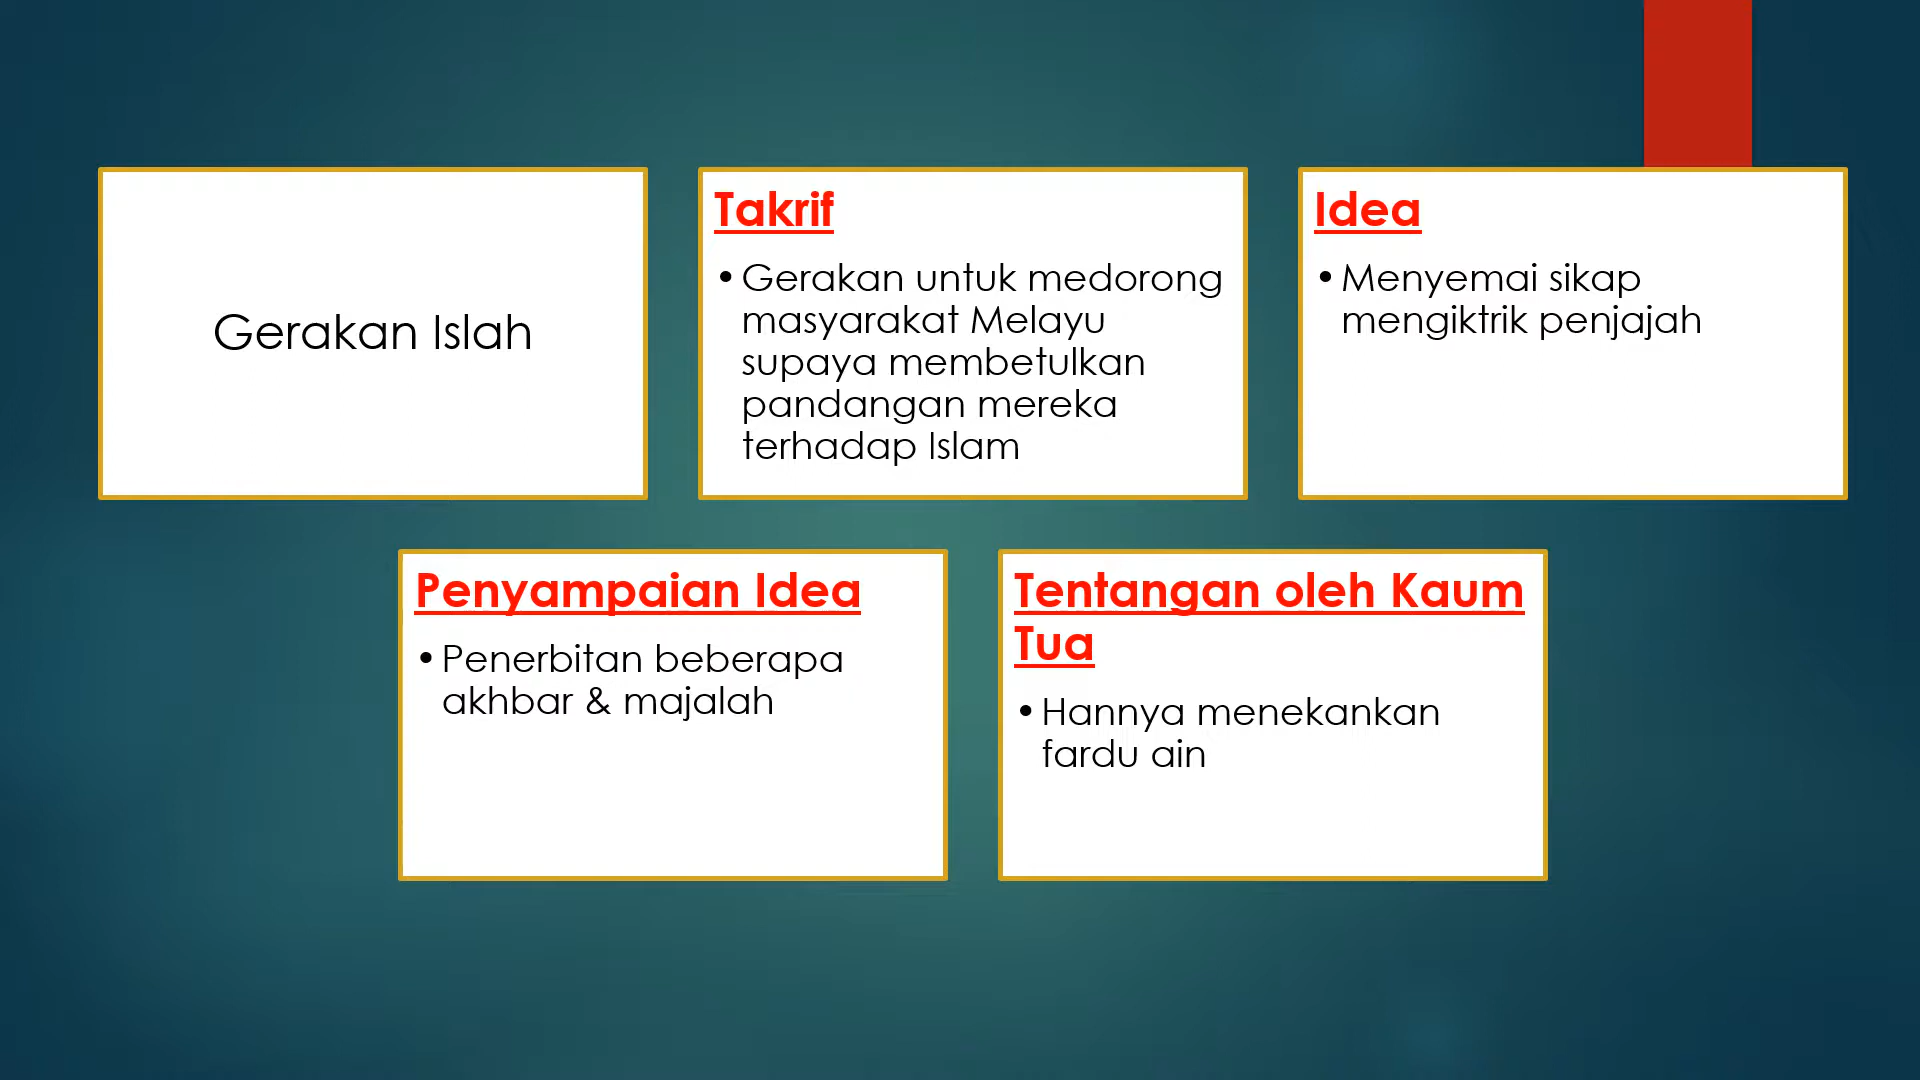 Gerakan Islah
Takrif
• Gerakan untuk medorong
masyarakat Melayu
supaya membetulkan
pandangan mereka
terhadap Islam
Idea
• Menyemai sikap
mengiktrik penjajah
Penyampaian Idea
• Penerbitan beberapa
akhbar & majalah
Tentangan oleh Kaum
Tua
• Hannya menekankan
fardu ain